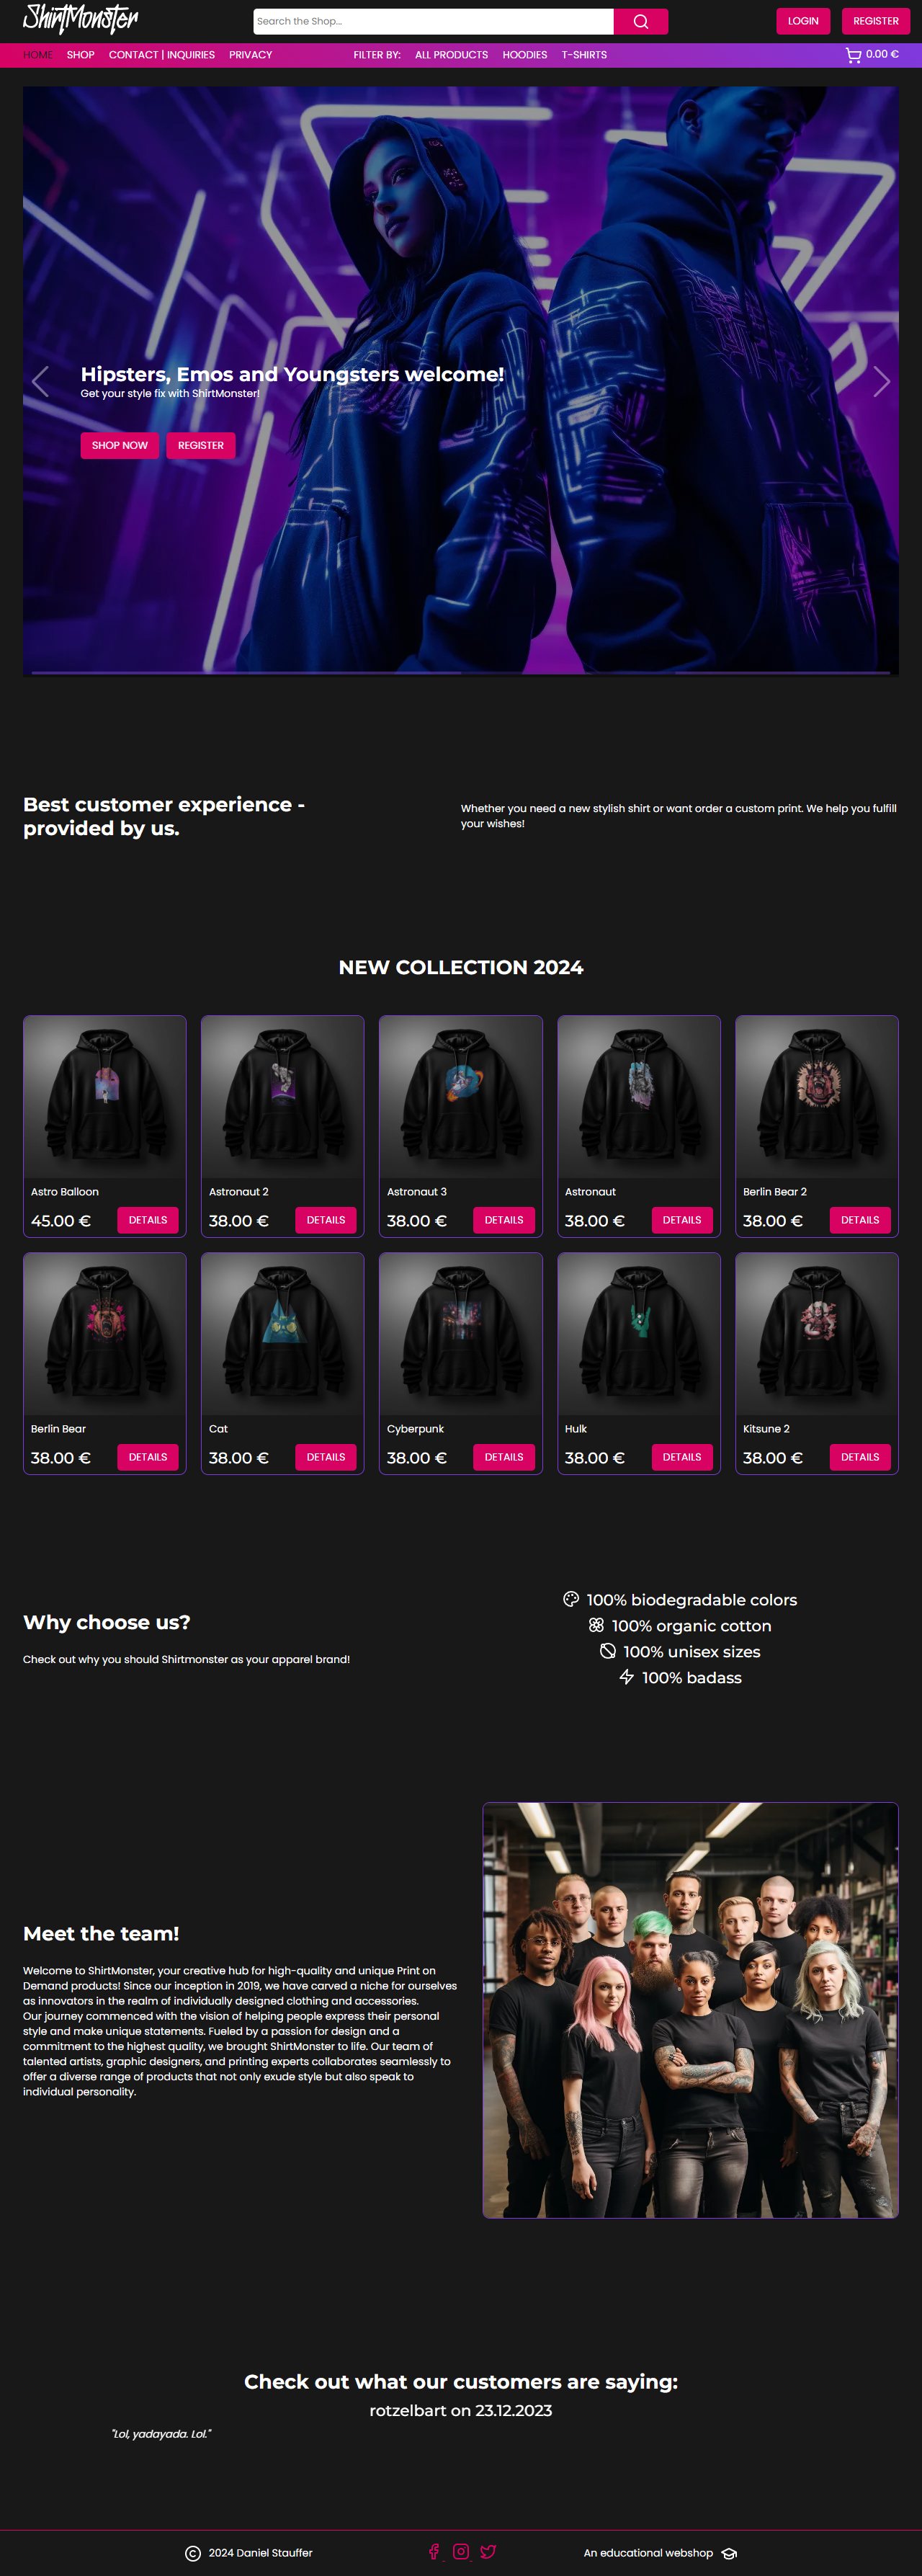 ShirtMonster
Search the Shop...
LOGIN
REGISTER
HOME
SHOP
CONTACT | INQUIRIES
PRIVACY
FILTER BY:
ALL PRODUCTS
HOODIES
T-SHIRTS
0.00 €
Hipsters, Emos and Youngsters welcome!
Get your style fix with ShirtMonster!
SHOP NOW
REGISTER
Best customer experience -
provided by us.
Whether you need a new stylish shirt or want order a custom print. We help you fulfill
your wishes!
NEW COLLECTION 2024
Astro Balloon
45.00 €
DETAILS
Astronaut 2
38.00 €
DETAILS
Astronaut 3
38.00 €
DETAILS
Astronaut
38.00 €
DETAILS
Berlin Bear 2
38.00 €
DETAILS
Berlin Bear
38.00 €
DETAILS
Cat
38.00 €
DETAILS
Cyberpunk
38.00 €
DETAILS
Hulk
38.00 €
DETAILS
Kitsune 2
38.00 €
DETAILS
Why choose us?
Check out why you should Shirtmonster as your apparel brand!
100% biodegradable colors
100% organic cotton
100% unisex sizes
100% badass
Meet the team!
Welcome to ShirtMonster, your creative hub for high-quality and unique Print on
Demand products! Since our inception in 2019, we have carved a niche for ourselves
as innovators in the realm of individually designed clothing and accessories.
Our journey commenced with the vision of helping people express their personal
style and make unique statements. Fueled by a passion for design and a
commitment to the highest quality, we brought ShirtMonster to life. Our team of
talented artists, graphic designers, and printing experts collaborates seamlessly to
offer a diverse range of products that not only exude style but also speak to
individual personality.
Check out what our customers are saying:
rotzelbart on 23.12.2023
"Lol, yadayada. Lol."
© 2024 Daniel Stauffer
An educational webshop